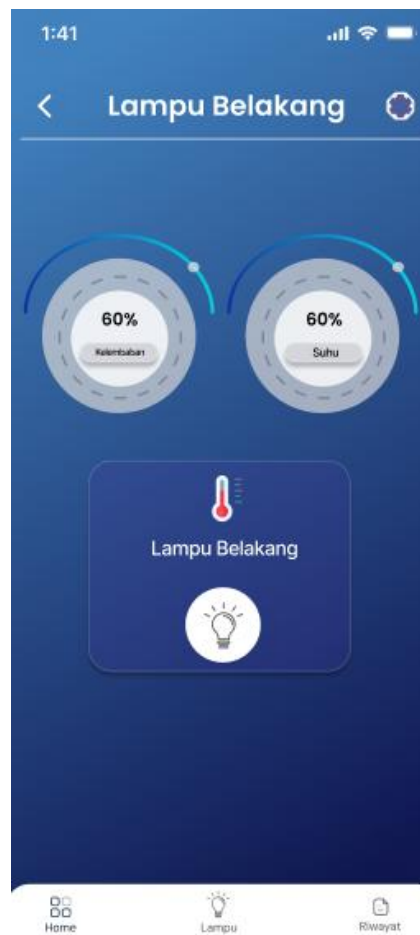 1:41
Lampu Belakang
60%
Kelembaban
60%
Suhu
Lampu Belakang
Home
Lampu
Riwayat